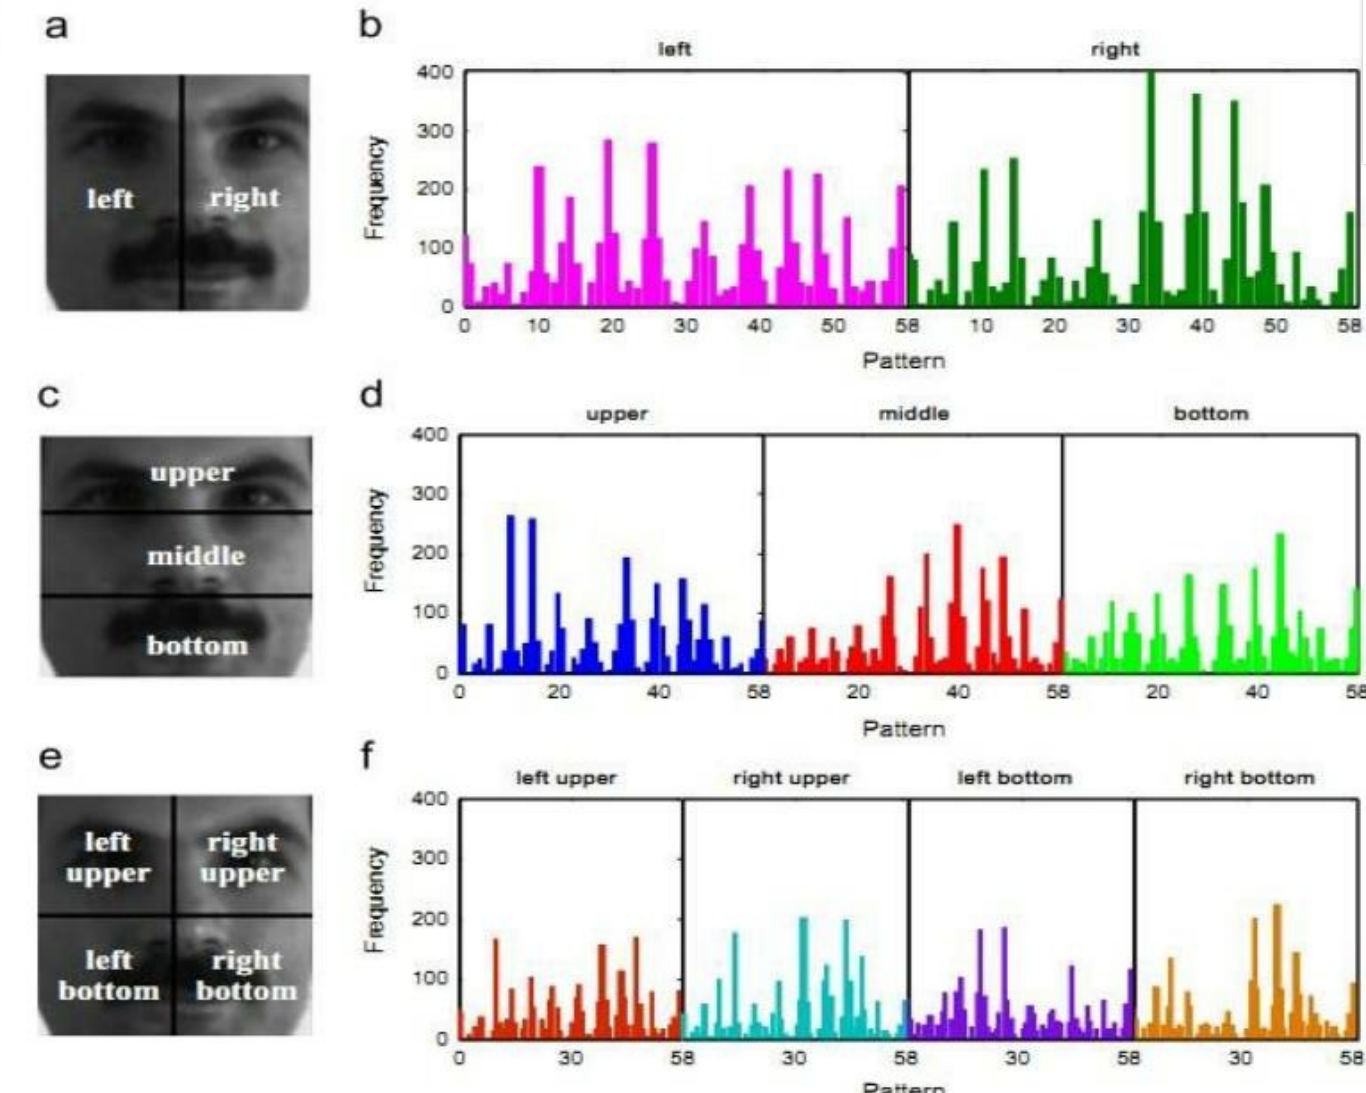 a
left
right
b
left
right
Frequency
400
300
200
100
0
0 10 20 30 40 50 58 10 20 30 40 50 58
Pattern
c
upper
middle
bottom
d
upper
middle
bottom
Frequency
400
300
200
100
0
0 20 40 58 20 40 58 20 40 58
Pattern
e
left
upper
right
upper
left
bottom
right
bottom
f
left upper
right upper
left bottom
right bottom
Frequency
400
300
200
100
0
0 30 58 30 58 30 58 30 58
Pattern